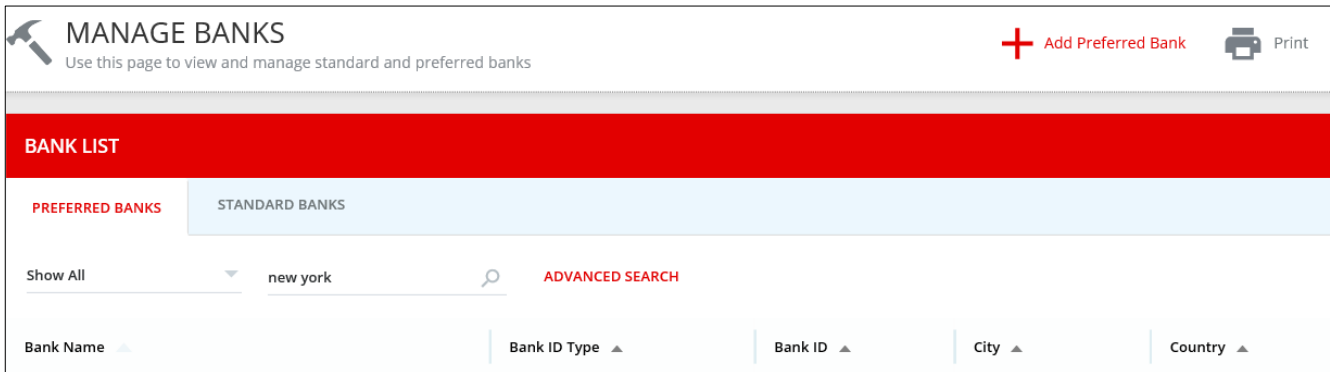 MANAGE BANKS
Use this page to view and manage standard and preferred banks
Add Preferred Bank
Print
BANK LIST
PREFERRED BANKS
STANDARD BANKS
Show All
new york
ADVANCED SEARCH
Bank Name
Bank ID Type
Bank ID
City
Country